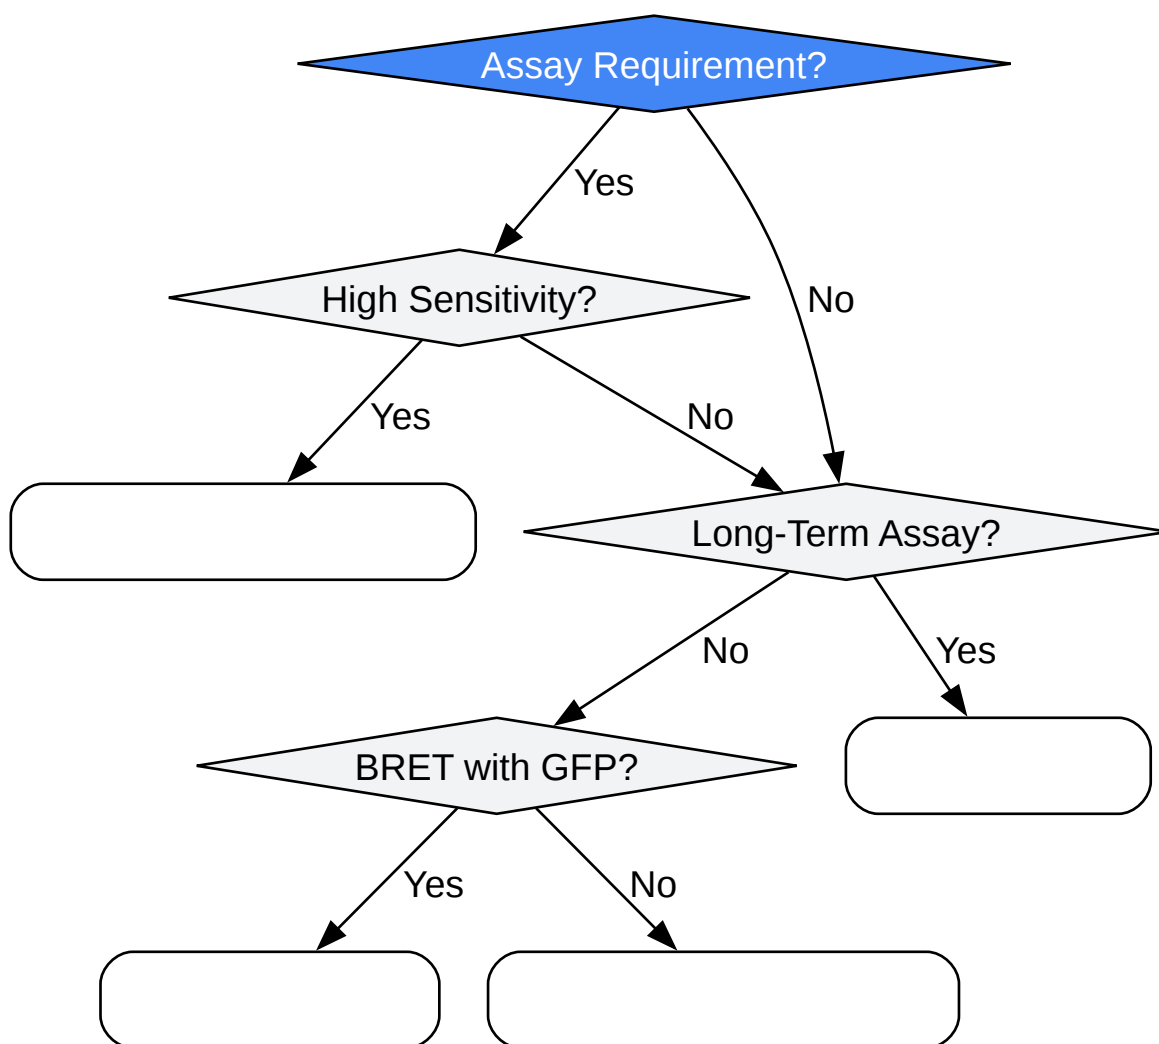 Assay Requirement?
Yes
High Sensitivity?
No
Yes
No
Long-Term Assay?
No
Yes
BRET with GFP?
Yes
No